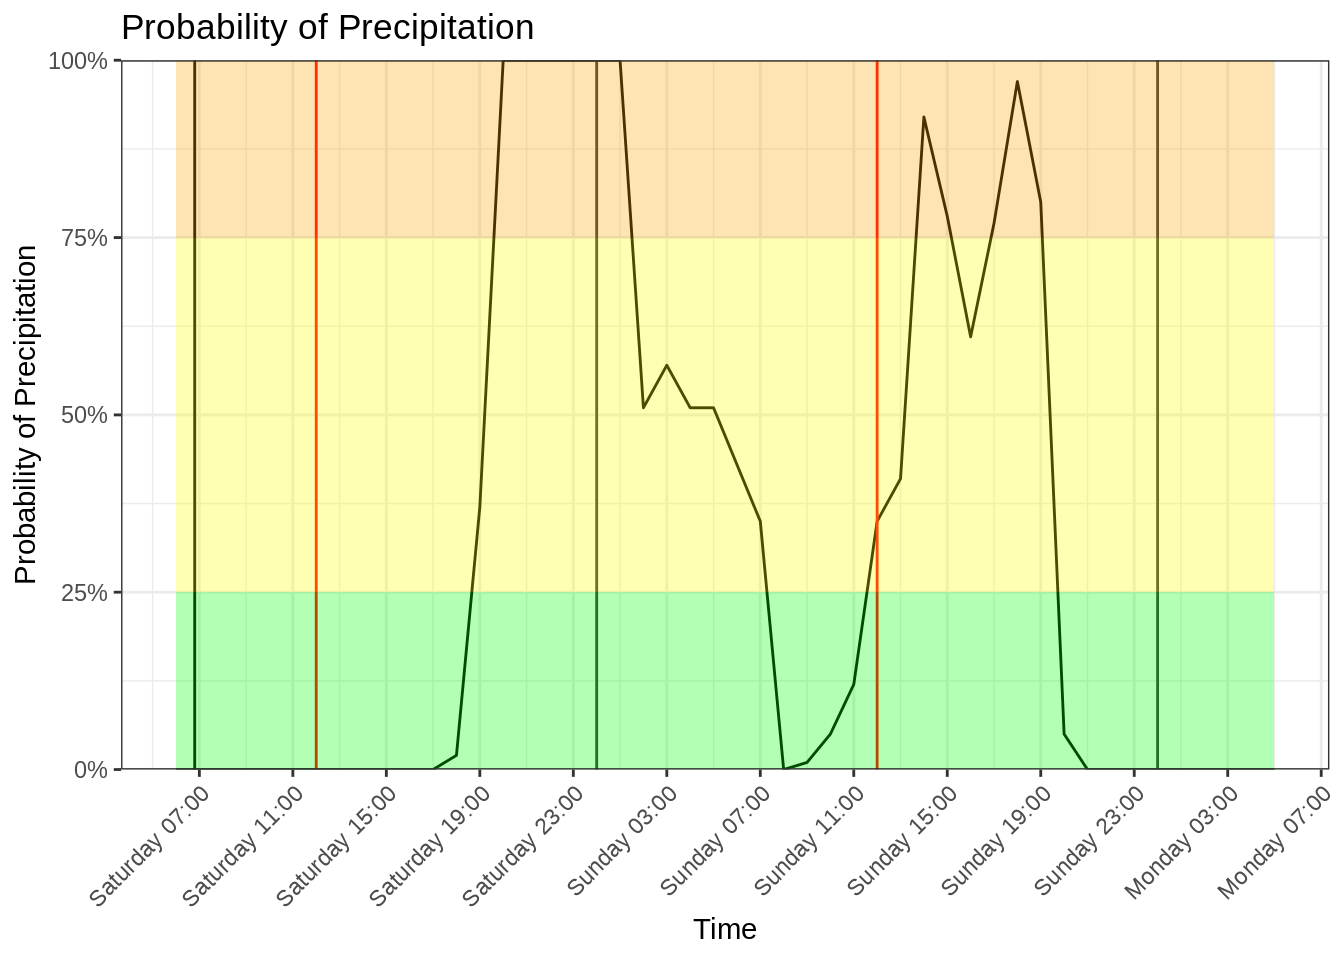 Probability of Precipitation
Probability of Precipitation
100%
75%
50%
25%
0%
Saturday 07:00
Saturday 11:00
Saturday 15:00
Saturday 19:00
Saturday 23:00
Sunday 03:00
Sunday 07:00
Sunday 11:00
Sunday 15:00
Sunday 19:00
Sunday 23:00
Monday 03:00
Monday 07:00
Time